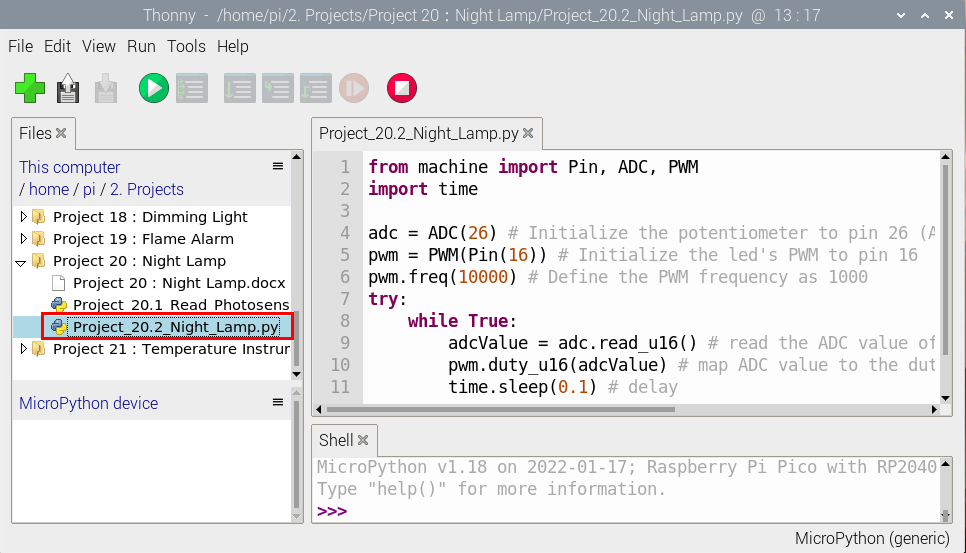 Thonny - /home/pi/2. Projects/Project 20：Night Lamp/Project_20.2_Night_Lamp.py @ 13 : 17
File Edit View Run Tools Help
Files
This computer
/ home / pi / 2. Projects
Project 18 : Dimming Light
Project 19 : Flame Alarm
Project 20 : Night Lamp
Project 20 : Night Lamp.docx
Project_20.1_Read_Photosens
Project_20.2_Night_Lamp.py
Project 21 : Temperature Instrur
MicroPython device
Project_20.2_Night_Lamp.py
1 from machine import Pin, ADC, PWM
2 import time
3
4 adc = ADC(26) # Initialize the potentiometer to pin 26 (A
5 pwm = PWM(Pin(16)) # Initialize the led's PWM to pin 16
6 pwm.freq(10000) # Define the PWM frequency as 1000
7 try:
8 while True:
9 adcValue = adc.read_u16() # read the ADC value of
10 pwm.duty_u16(adcValue) # map ADC value to the dut
11 time.sleep(0.1) # delay
Shell
MicroPython v1.18 on 2022-01-17; Raspberry Pi Pico with RP2040
Type "help()" for more information.
>>>
MicroPython (generic)